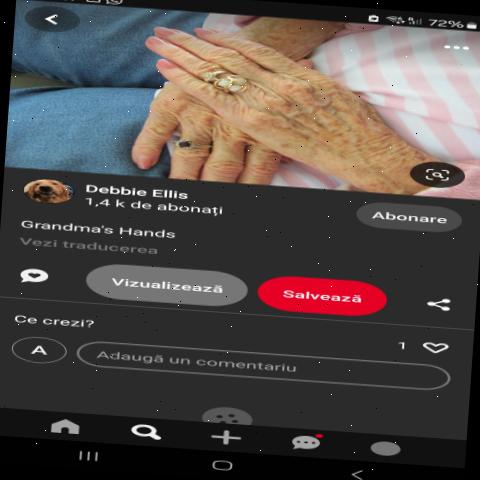 72%
Debbie Ellis
1,4 k de abonați
Abonare
Grandma's Hands
Vezi traducerea
Vizualizează
Salvează
Ce crezi?
1
A
Adaugă un comentariu